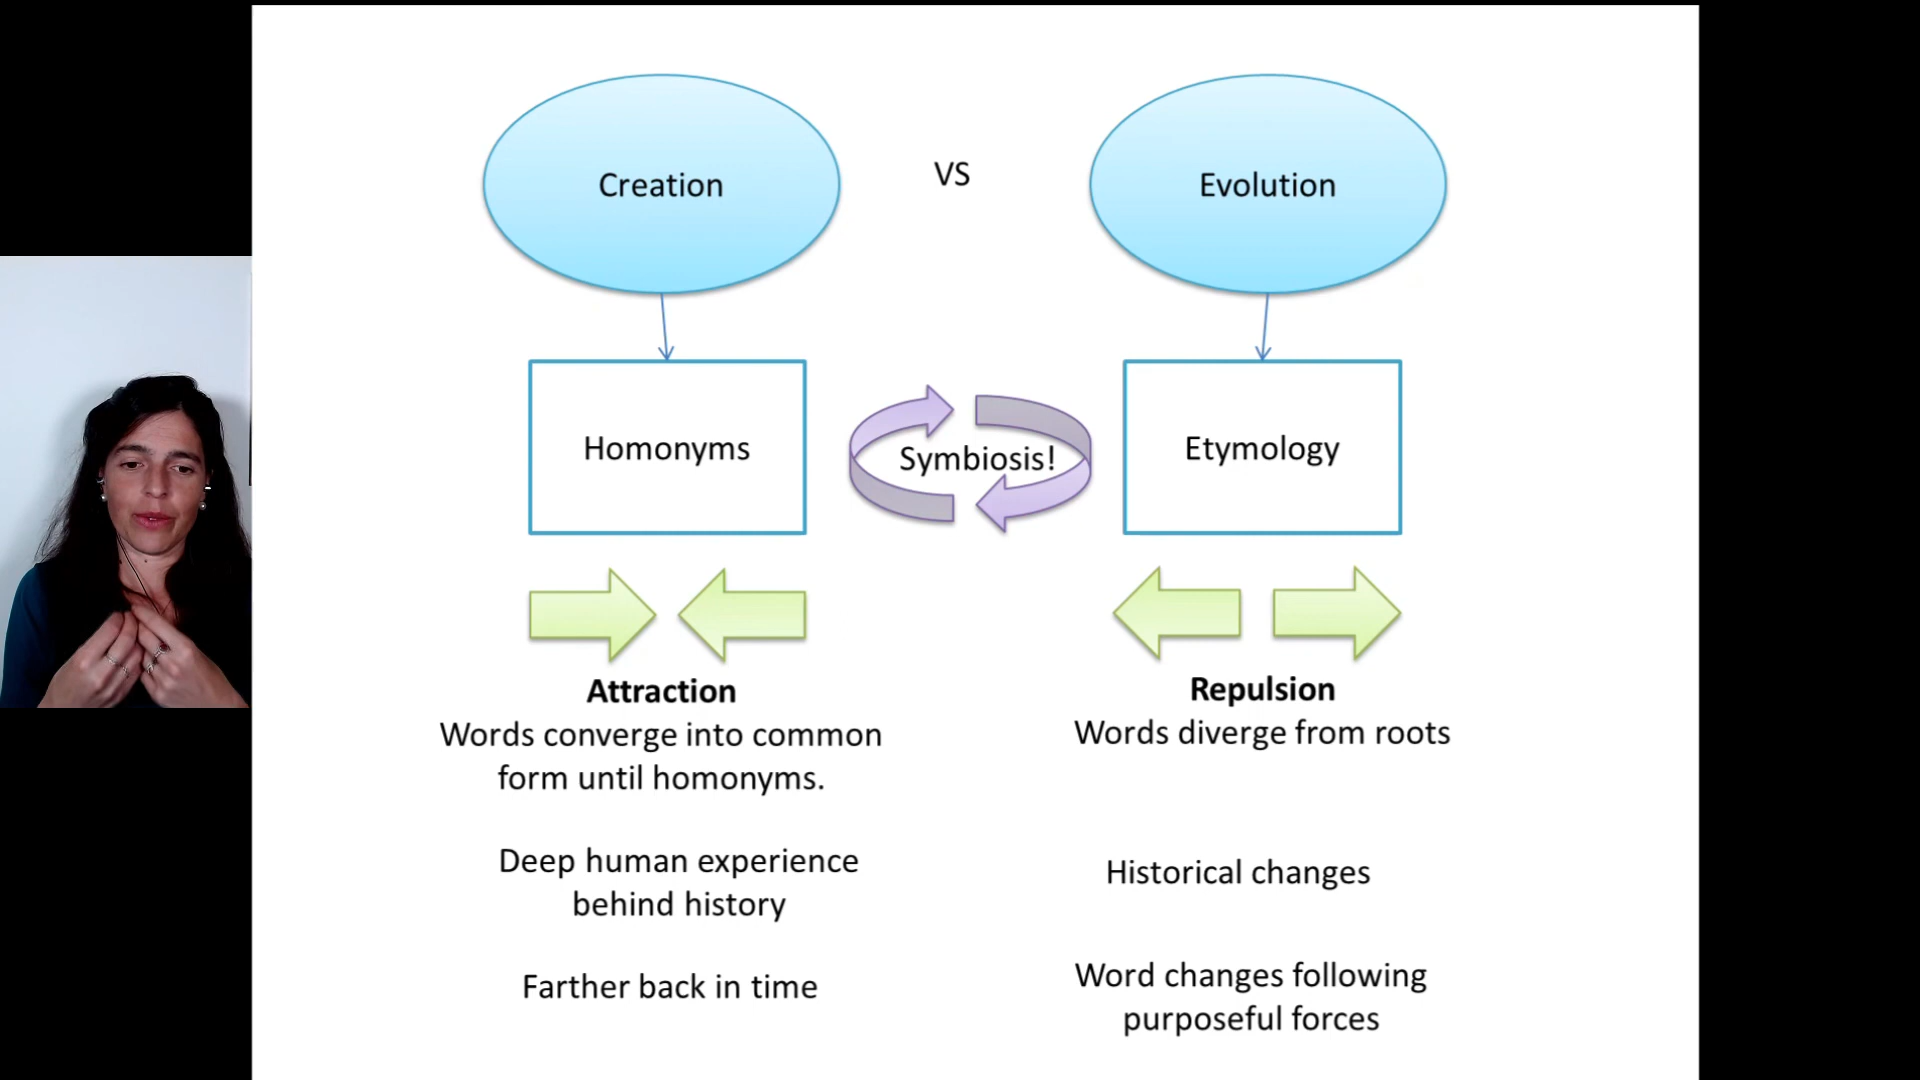 Creation
VS
Evolution
Homonyms
Symbiosis!
Etymology
Attraction
Words converge into common
form until homonyms.
Deep human experience
behind history
Farther back in time
Repulsion
Words diverge from roots
Historical changes
Word changes following
purposeful forces